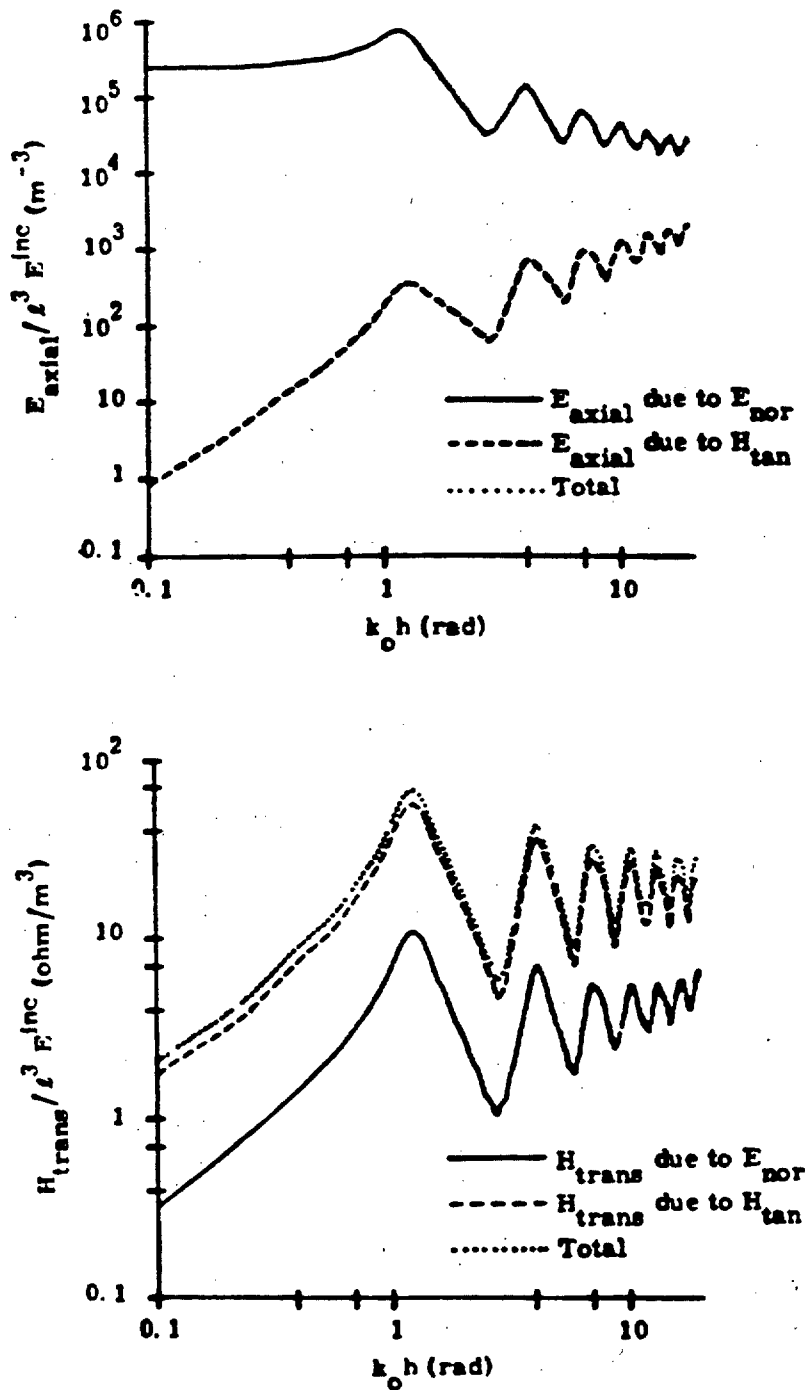 10^6
10^5
10^4
10^3
10^2
10
1
0.1
E_axial/ℓ^3 E^inc (m^-3)
E_axial due to E_nor
E_axial due to H_tan
Total
0.1
1
10
k_o h (rad)
10^2
10
1
0.1
H_trans/ℓ^3 E^inc (ohm/m^3)
H_trans due to E_nor
H_trans due to H_tan
Total
0.1
1
10
k_o h (rad)